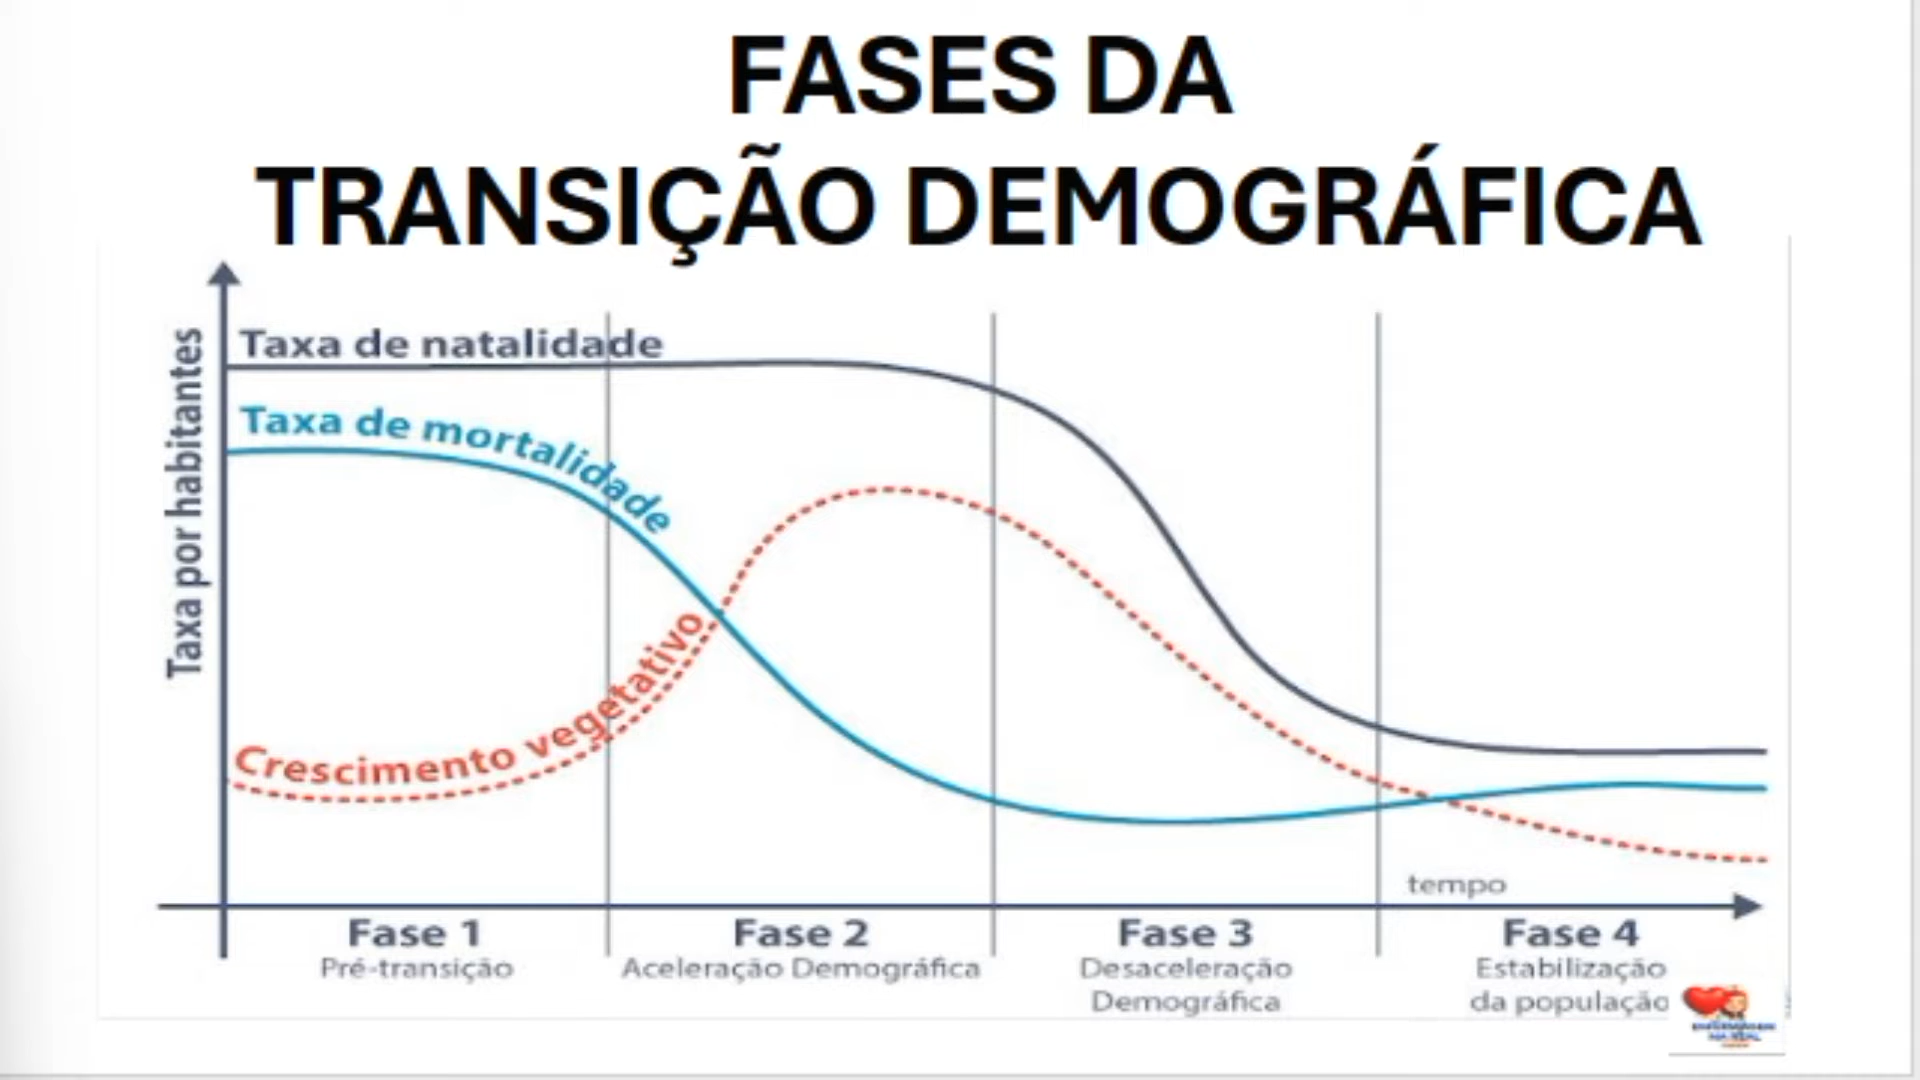 FASES DA
TRANSIÇÃO DEMOGRÁFICA
Taxa por habitantes
Taxa de natalidade
Taxa de mortalidade
Crescimento vegetativo
tempo
Fase 1
Pré-transição
Fase 2
Aceleração Demográfica
Fase 3
Desaceleração
Demográfica
Fase 4
Estabilização
da população